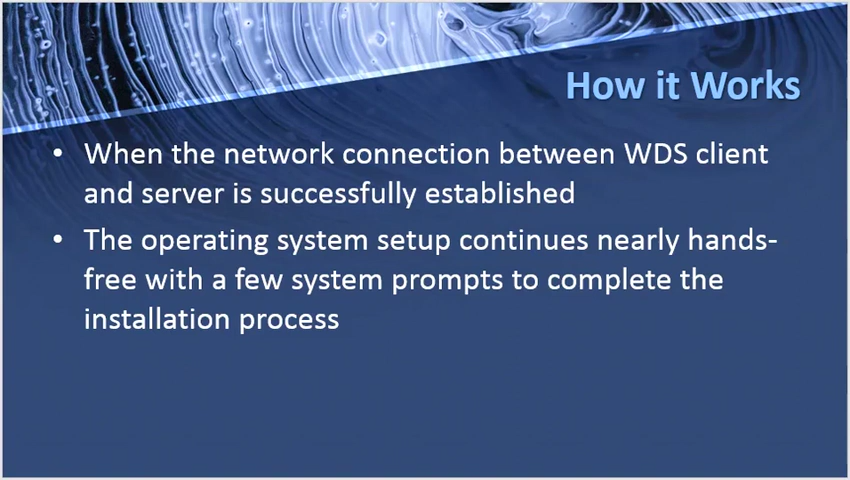 How it Works
• When the network connection between WDS client
and server is successfully established
• The operating system setup continues nearly hands-
free with a few system prompts to complete the
installation process